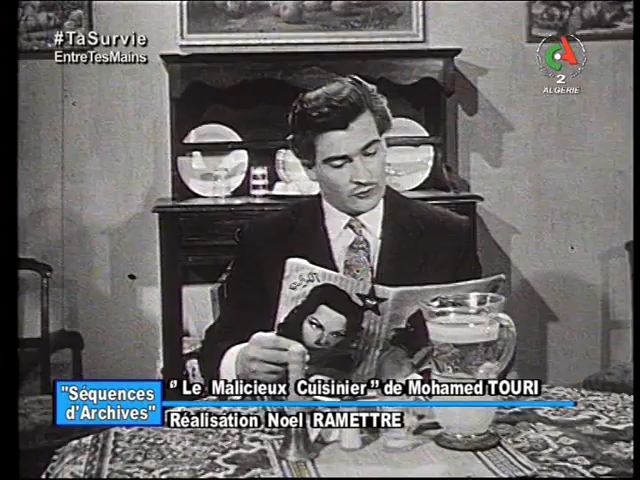 #TaSurvie
EntreTesMains
2
ALGERIE
"Séquences
d'Archives"
“ Le Malicieux Cuisinier” de Mohamed TOURI
Réalisation Noel RAMETTRE